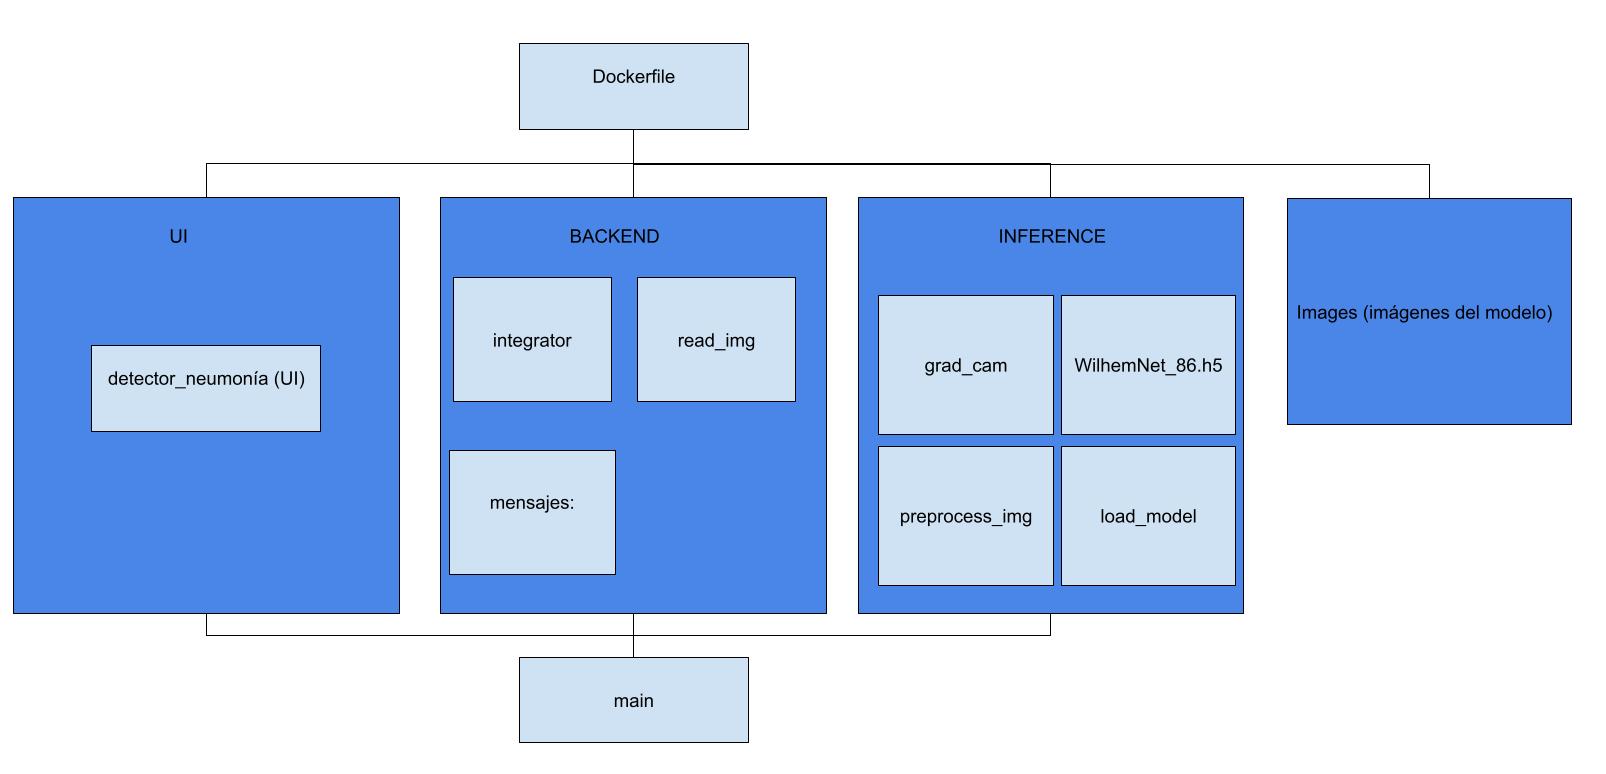 Dockerfile
UI
detector_neumonía (UI)
BACKEND
integrator
read_img
mensajes:
INFERENCE
grad_cam
WilhemNet_86.h5
preprocess_img
load_model
Images (imágenes del modelo)
main